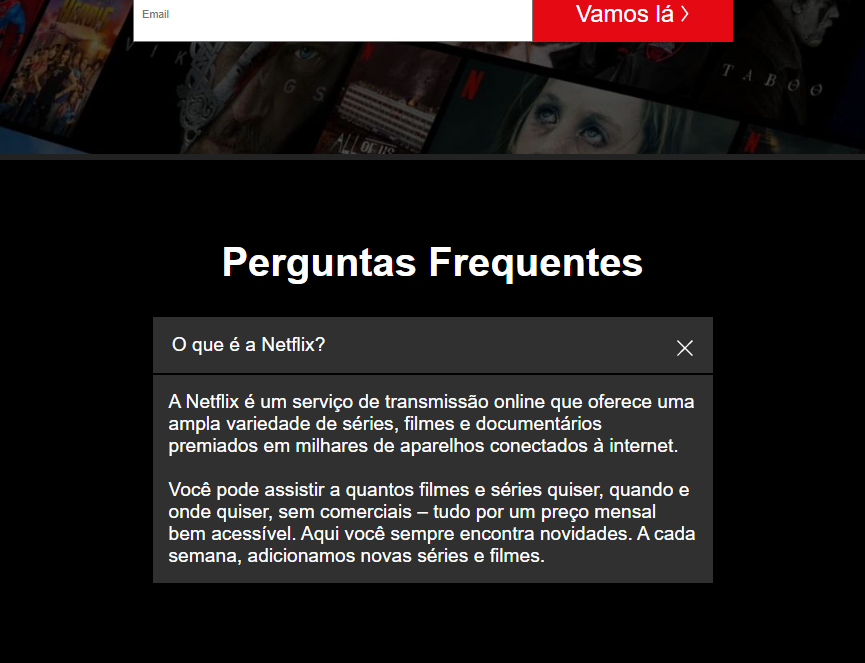 Email
Vamos lá
HEROIC
VIKINGS
ALL OF US
TABOO
Perguntas Frequentes
O que é a Netflix?
A Netflix é um serviço de transmissão online que oferece uma
ampla variedade de séries, filmes e documentários
premiados em milhares de aparelhos conectados à internet.
Você pode assistir a quantos filmes e séries quiser, quando e
onde quiser, sem comerciais – tudo por um preço mensal
bem acessível. Aqui você sempre encontra novidades. A cada
semana, adicionamos novas séries e filmes.